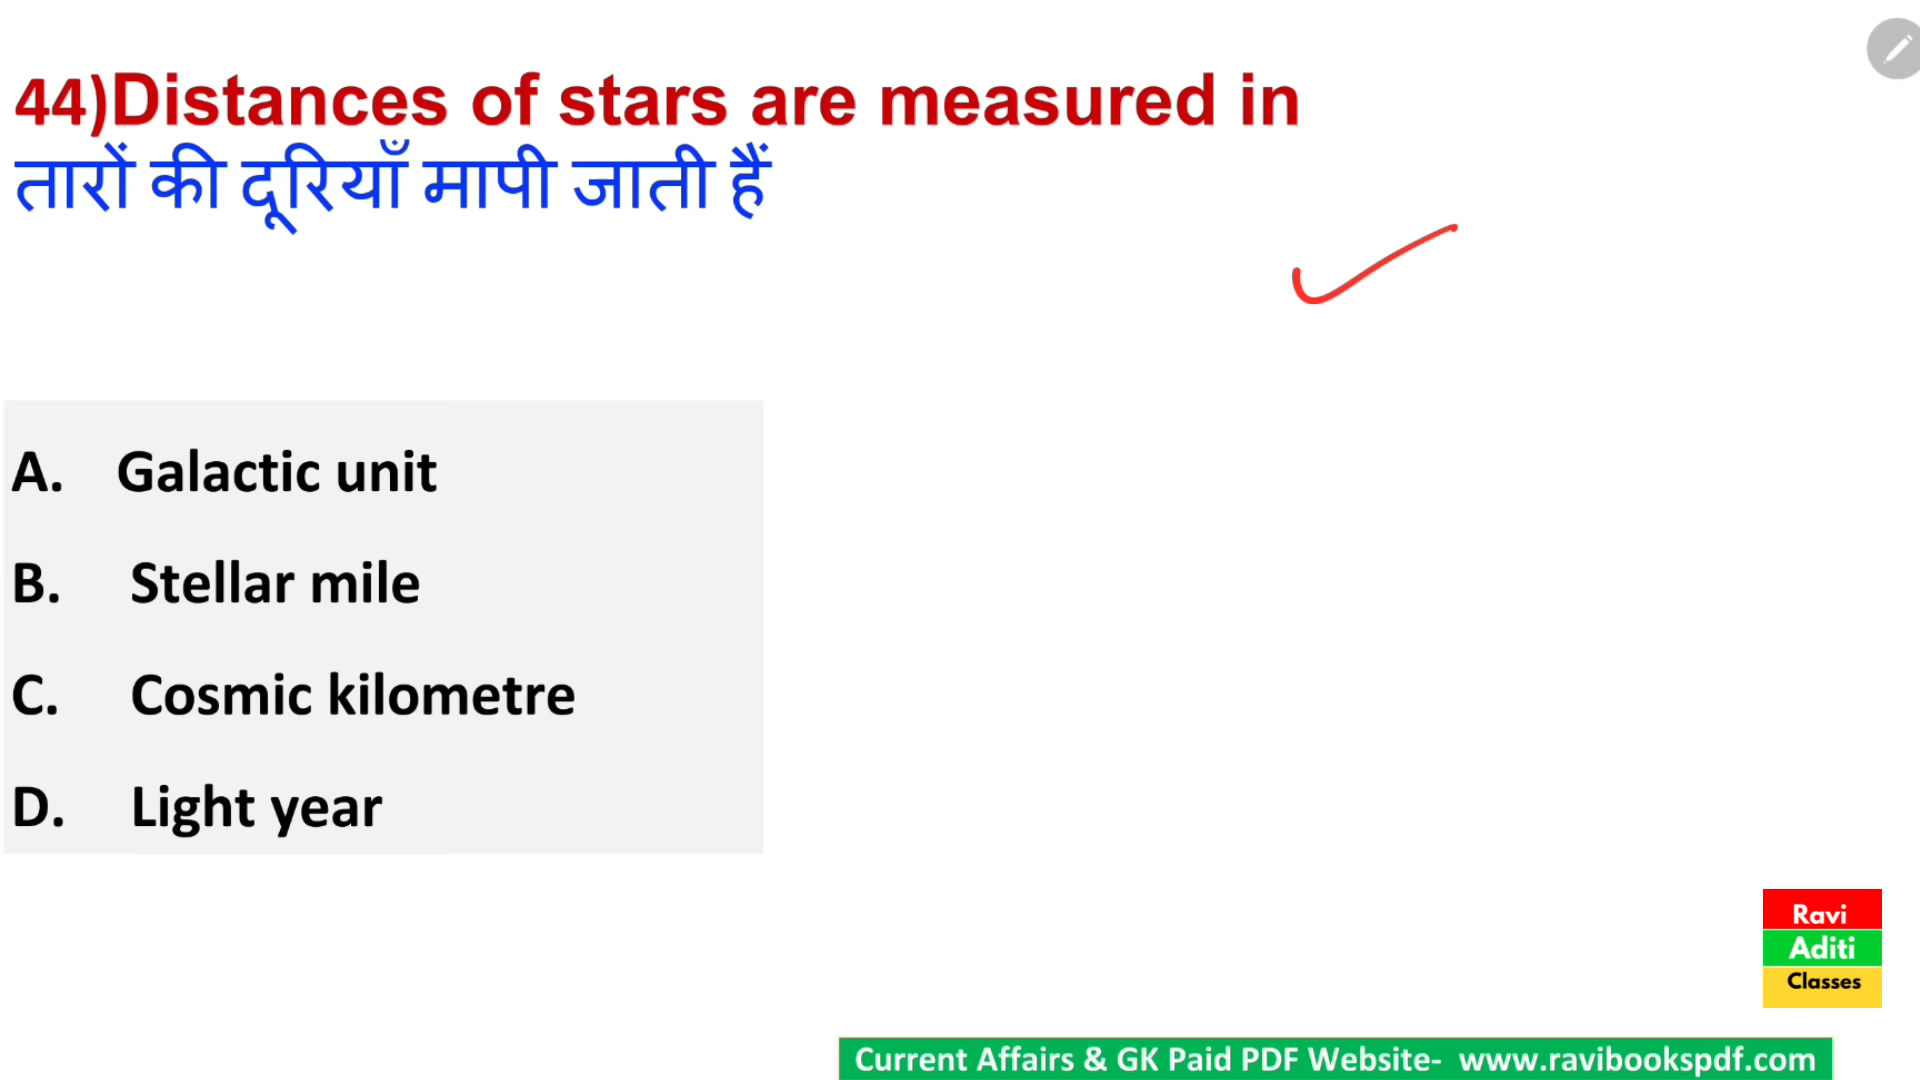 44)Distances of stars are measured in
तारों की दूरियाँ मापी जाती हैं
A. Galactic unit
B. Stellar mile
C. Cosmic kilometre
D. Light year
Ravi
Aditi
Classes
Current Affairs & GK Paid PDF Website- www.ravibookspdf.com